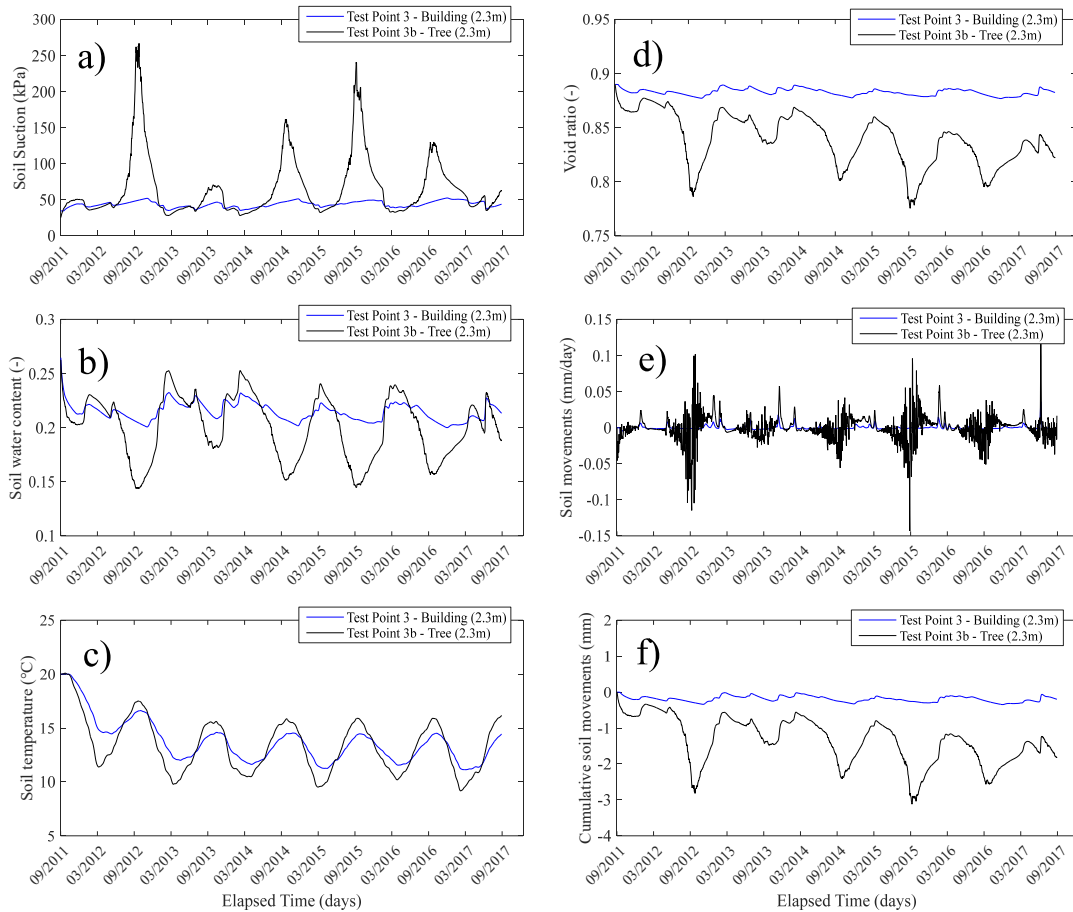 Test Point 3 - Building (2.3m)
Test Point 3b - Tree (2.3m)
a)
Soil Suction (kPa)
300
250
200
150
100
50
0
09/2011 03/2012 09/2012 03/2013 09/2013 03/2014 09/2014 03/2015 09/2015 03/2016 09/2016 03/2017 09/2017
Test Point 3 - Building (2.3m)
Test Point 3b - Tree (2.3m)
d)
Void ratio (-)
0.95
0.9
0.85
0.8
0.75
09/2011 03/2012 09/2012 03/2013 09/2013 03/2014 09/2014 03/2015 09/2015 03/2016 09/2016 03/2017 09/2017
Test Point 3 - Building (2.3m)
Test Point 3b - Tree (2.3m)
b)
Soil water content (-)
0.3
0.25
0.2
0.15
0.1
09/2011 03/2012 09/2012 03/2013 09/2013 03/2014 09/2014 03/2015 09/2015 03/2016 09/2016 03/2017 09/2017
Test Point 3 - Building (2.3m)
Test Point 3b - Tree (2.3m)
e)
Soil movements (mm/day)
0.15
0.1
0.05
0
-0.05
-0.1
-0.15
09/2011 03/2012 09/2012 03/2013 09/2013 03/2014 09/2014 03/2015 09/2015 03/2016 09/2016 03/2017 09/2017
Test Point 3 - Building (2.3m)
Test Point 3b - Tree (2.3m)
c)
Soil temperature (°C)
25
20
15
10
5
09/2011 03/2012 09/2012 03/2013 09/2013 03/2014 09/2014 03/2015 09/2015 03/2016 09/2016 03/2017 09/2017
Elapsed Time (days)
Test Point 3 - Building (2.3m)
Test Point 3b - Tree (2.3m)
f)
Cumulative soil movements (mm)
2
1
0
-1
-2
-3
-4
09/2011 03/2012 09/2012 03/2013 09/2013 03/2014 09/2014 03/2015 09/2015 03/2016 09/2016 03/2017 09/2017
Elapsed Time (days)